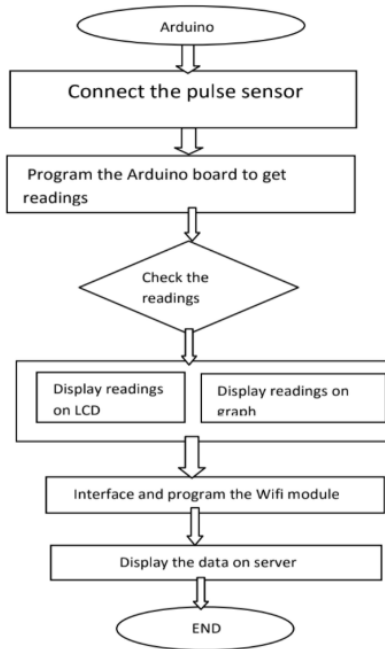 Arduino
Connect the pulse sensor
Program the Arduino board to get
readings
Check the
readings
Display readings
on LCD
Display readings on
graph
Interface and program the Wifi module
Display the data on server
END